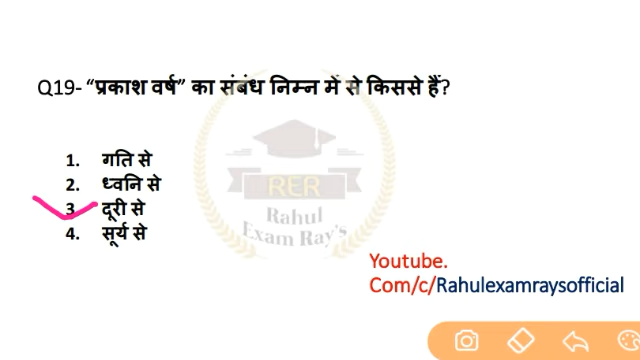 Q19- “प्रकाश वर्ष” का संबंध निम्न में से किससे हैं?
1. गति से
2. ध्वनि से
3. दूरी से
4. सूर्य से
RER
Rahul
Exam Ray's
Youtube.
Com/c/Rahulexamraysofficial